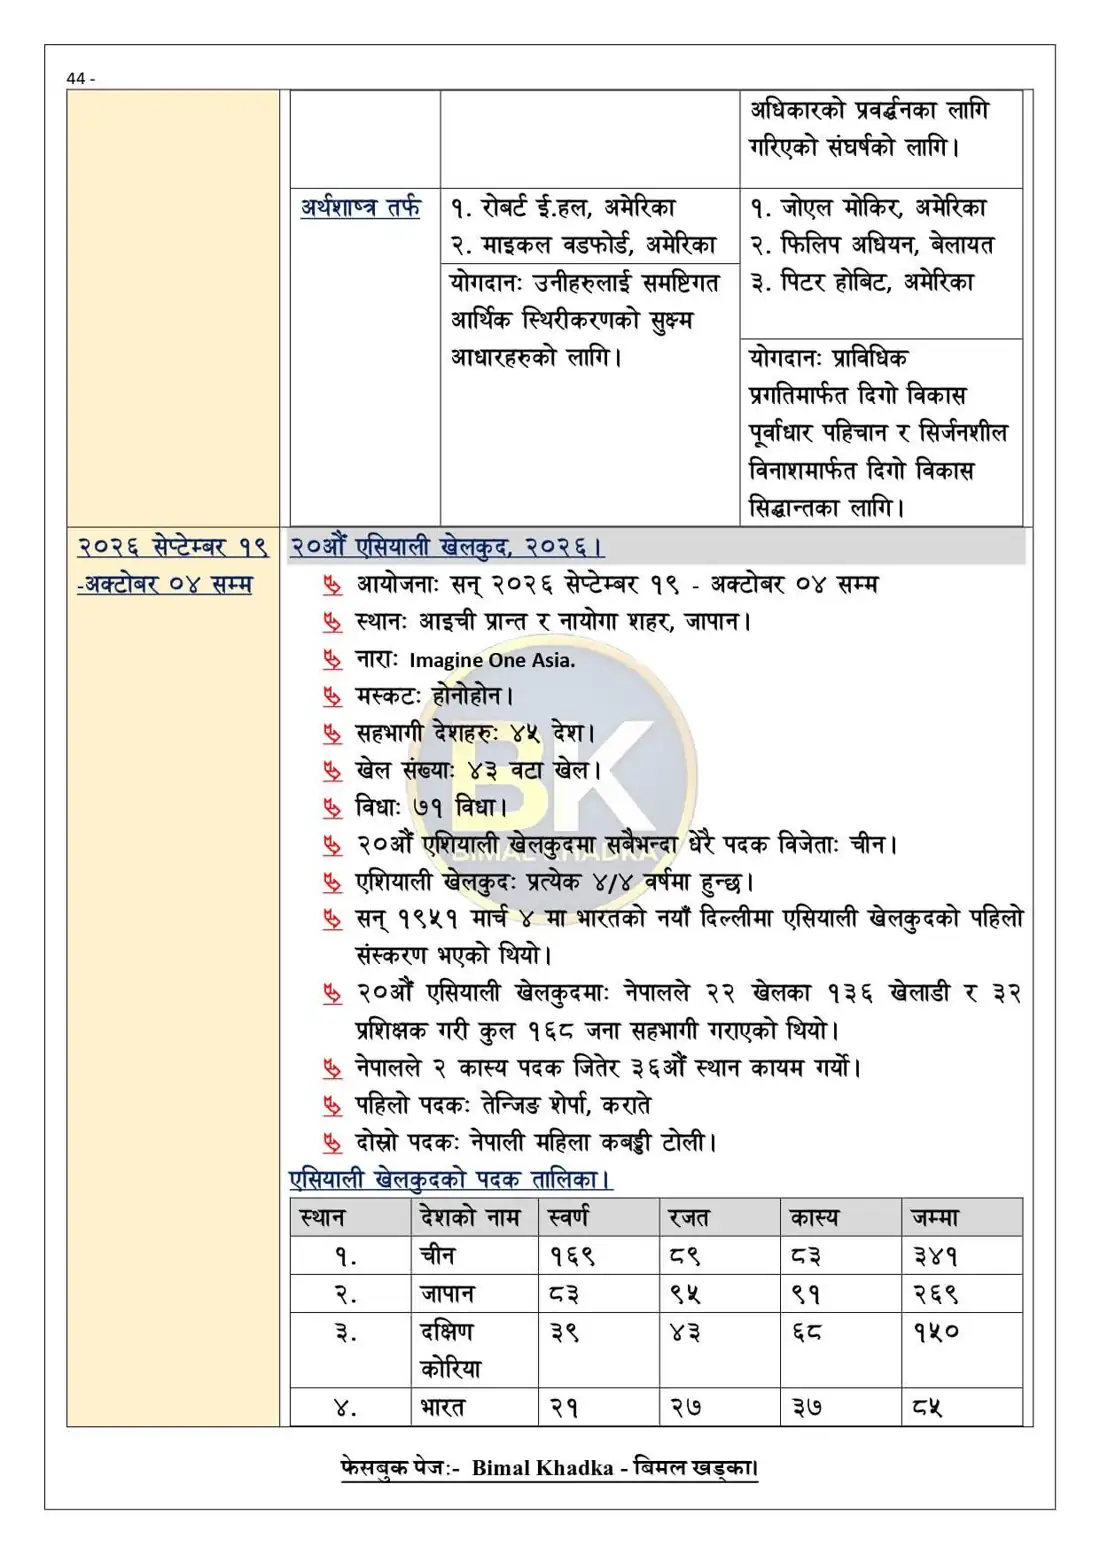 44 -
अधिकारको प्रवर्द्धनका लागि
गरिएको संघर्षको लागि।
अर्थशाष्त्र तर्फ
१. रोबर्ट ई.हल, अमेरिका
२. माइकल वडफोर्ड, अमेरिका
योगदानः उनीहरुलाई समष्टिगत
आर्थिक स्थिरीकरणको सुक्ष्म
आधारहरुको लागि।
१. जोएल मोकिर, अमेरिका
२. फिलिप अधियन, बेलायत
३. पिटर होबिट, अमेरिका
योगदानः प्राविधिक
प्रगतिमार्फत दिगो विकास
पूर्वाधार पहिचान र सिर्जनशील
विनाशमार्फत दिगो विकास
सिद्धान्तका लागि।
२०२६ सेप्टेम्बर १९
-अक्टोबर ०४ सम्म
२०औं एसियाली खेलकुद, २०२६।
आयोजनाः सन् २०२६ सेप्टेम्बर १९ - अक्टोबर ०४ सम्म
स्थानः आइची प्रान्त र नायोगा शहर, जापान।
नाराः Imagine One Asia.
मस्कटः होनोहोन।
सहभागी देशहरुः ४५ देश।
खेल संख्याः ४३ वटा खेल।
विधाः ७१ विधा।
२०औं एशियाली खेलकुदमा सबैभन्दा धेरै पदक विजेताः चीन।
एशियाली खेलकुदः प्रत्येक ४/४ वर्षमा हुन्छ।
सन् १९५१ मार्च ४ मा भारतको नयाँ दिल्लीमा एसियाली खेलकुदको पहिलो
संस्करण भएको थियो।
२०औं एसियाली खेलकुदमाः नेपालले २२ खेलका १३६ खेलाडी र ३२
प्रशिक्षक गरी कुल १६८ जना सहभागी गराएको थियो।
नेपालले २ कास्य पदक जितेर ३६औं स्थान कायम गर्यो।
पहिलो पदकः तेन्जिङ शेर्पा, कराते
दोस्रो पदकः नेपाली महिला कबड्डी टोली।
एसियाली खेलकुदको पदक तालिका।
स्थान देशको नाम स्वर्ण रजत कास्य जम्मा
१. चीन १६९ ८९ ८३ ३४१
२. जापान ८३ ९५ ९१ २६९
३. दक्षिण कोरिया ३९ ४३ ६८ १५०
४. भारत २१ २७ ३७ ८५
BK
BIMAL KHADKA
फेसबुक पेज:- Bimal Khadka - बिमल खड्का।